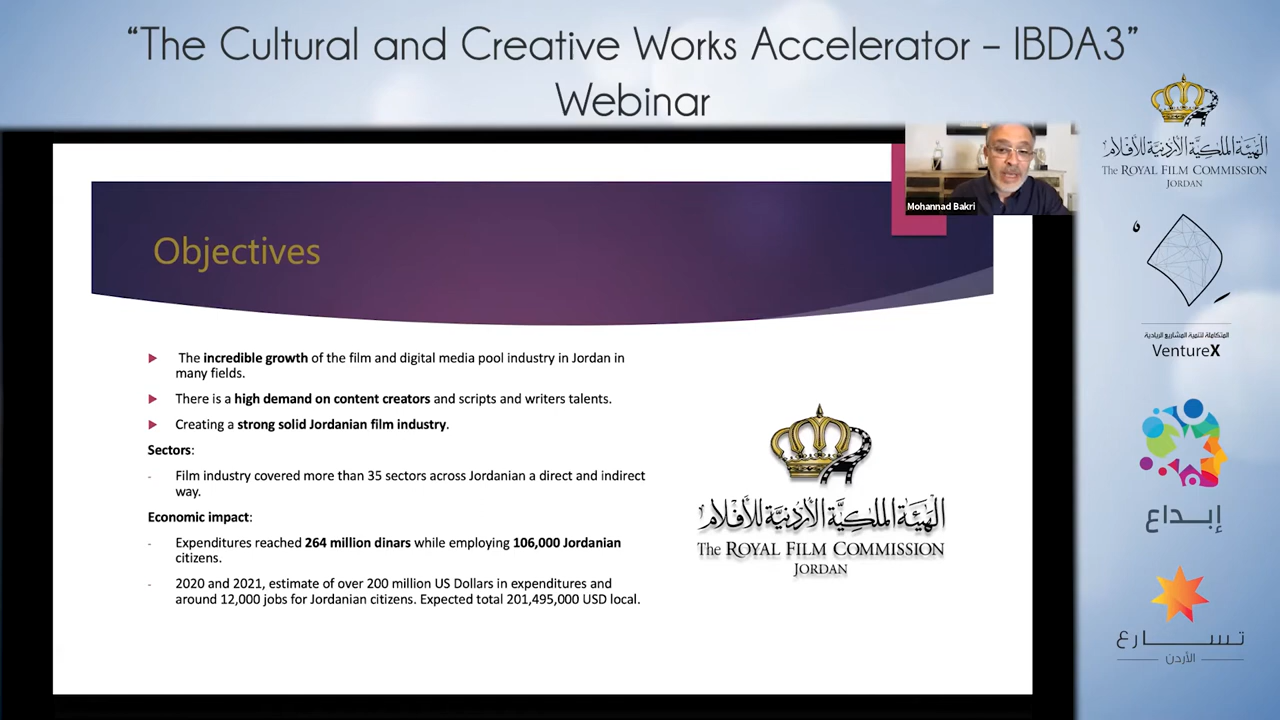 “The Cultural and Creative Works Accelerator – IBDA3”
Webinar
Mohannad Bakri
Objectives
The incredible growth of the film and digital media pool industry in Jordan in
many fields.
There is a high demand on content creators and scripts and writers talents.
Creating a strong solid Jordanian film industry.
Sectors:
- Film industry covered more than 35 sectors across Jordanian a direct and indirect
way.
Economic impact:
- Expenditures reached 264 million dinars while employing 106,000 Jordanian
citizens.
- 2020 and 2021, estimate of over 200 million US Dollars in expenditures and
around 12,000 jobs for Jordanian citizens. Expected total 201,495,000 USD local.
الهيئة الملكية الأردنية للأفلام
The ROYAL FILM COMMISSION
JORDAN
الهيئة الملكية الأردنية للأفلام
The ROYAL FILM COMMISSION
JORDAN
المتكاملة لتنمية المشاريع الريادية
VentureX
إبداع
تسارع
الأردن